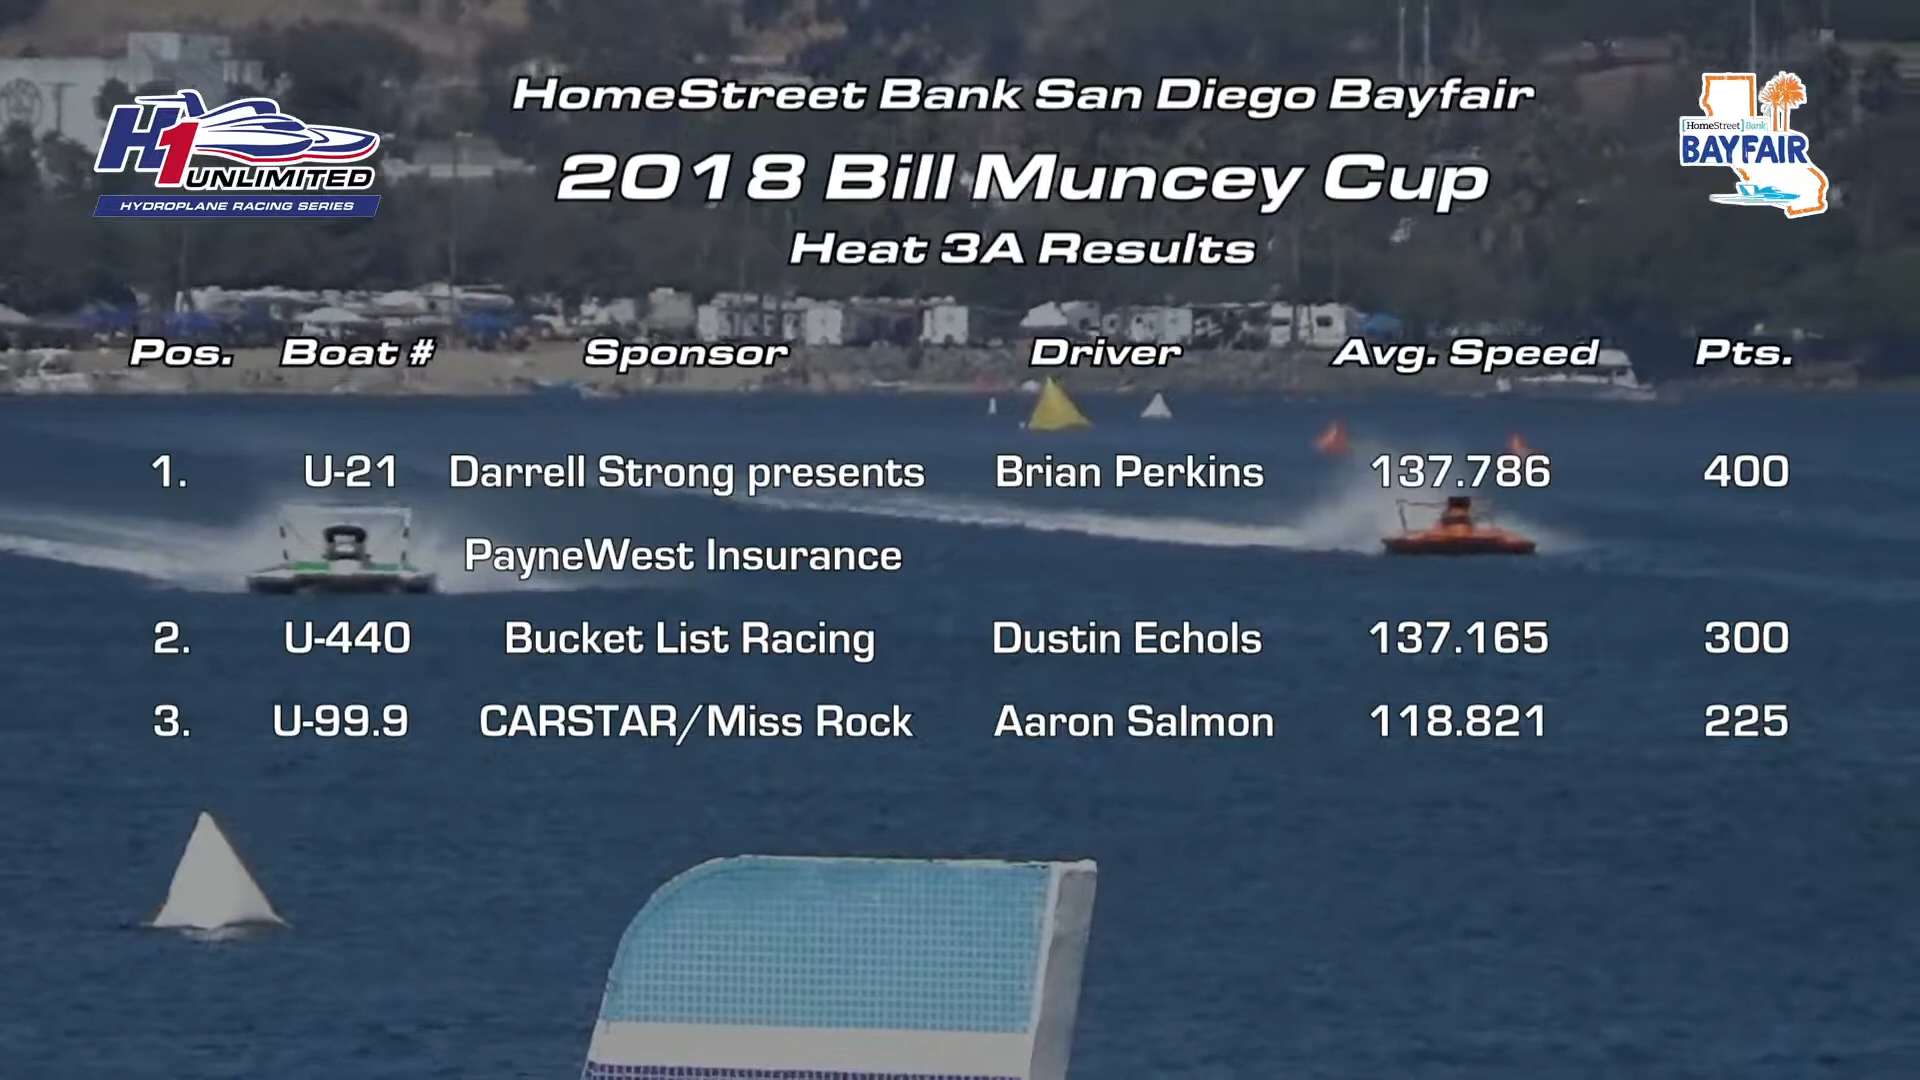 HomeStreet Bank San Diego Bayfair
2018 Bill Muncey Cup
Heat 3A Results
H1 UNLIMITED
HYDROPLANE RACING SERIES
[HomeStreet] Bank
BAYFAIR
Pos. Boat # Sponsor Driver Avg. Speed Pts.
1. U-21 Darrell Strong presents Brian Perkins 137.786 400
PayneWest Insurance
2. U-440 Bucket List Racing Dustin Echols 137.165 300
3. U-99.9 CARSTAR/Miss Rock Aaron Salmon 118.821 225